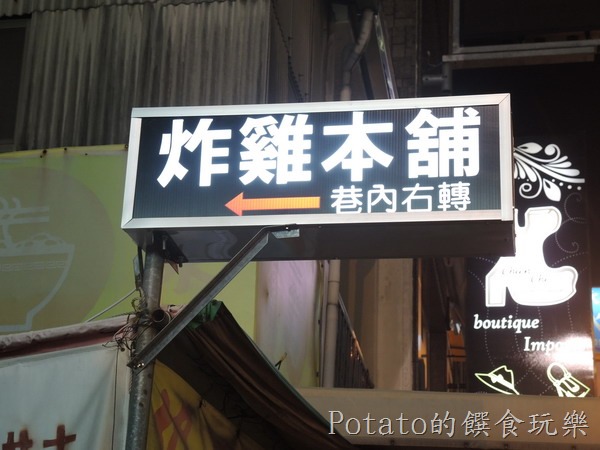 炸雞本舖
巷內右轉
boutique
Impo
Potato的饌食玩樂